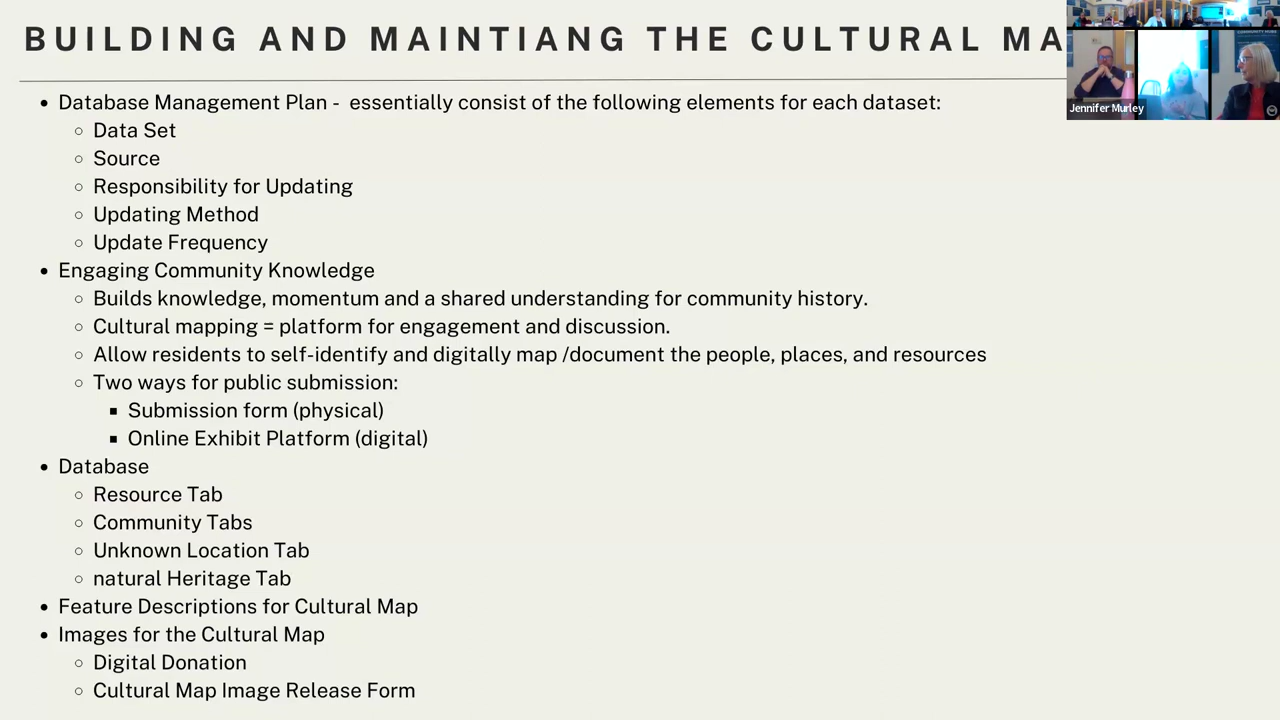 BUILDING AND MAINTIANG THE CULTURAL MA
Jennifer Murley
• Database Management Plan - essentially consist of the following elements for each dataset:
○ Data Set
○ Source
○ Responsibility for Updating
○ Updating Method
○ Update Frequency
• Engaging Community Knowledge
○ Builds knowledge, momentum and a shared understanding for community history.
○ Cultural mapping = platform for engagement and discussion.
○ Allow residents to self-identify and digitally map /document the people, places, and resources
○ Two ways for public submission:
▪ Submission form (physical)
▪ Online Exhibit Platform (digital)
• Database
○ Resource Tab
○ Community Tabs
○ Unknown Location Tab
○ natural Heritage Tab
• Feature Descriptions for Cultural Map
• Images for the Cultural Map
○ Digital Donation
○ Cultural Map Image Release Form